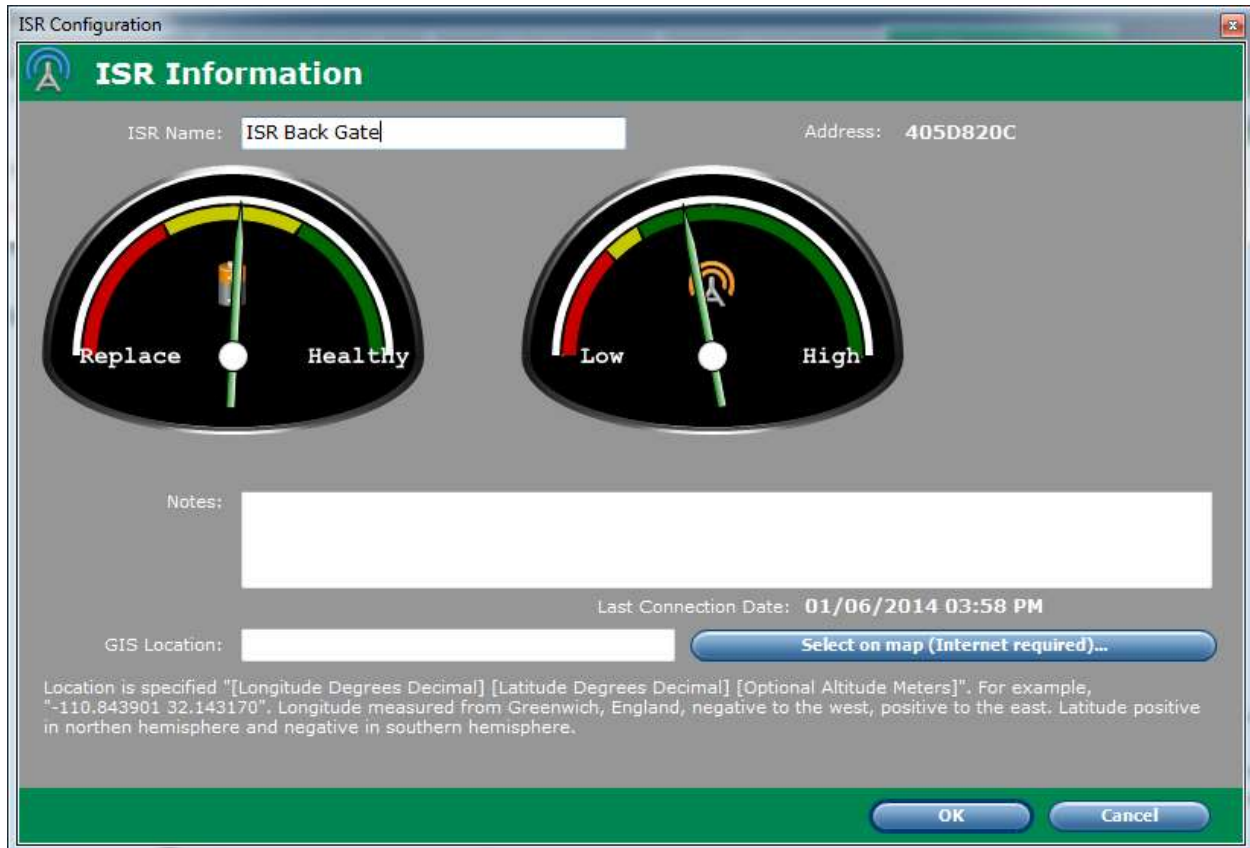 ISR Configuration
ISR Information
ISR Name: ISR Back Gate Address: 405D820C
Replace Healthy Low High
Notes:
Last Connection Date: 01/06/2014 03:58 PM
GIS Location: Select on map (Internet required)...
Location is specified "[Longitude Degrees Decimal] [Latitude Degrees Decimal] [Optional Altitude Meters]". For example,
"-110.843901 32.143170". Longitude measured from Greenwich, England, negative to the west, positive to the east. Latitude positive
in northen hemisphere and negative in southern hemisphere.
OK Cancel